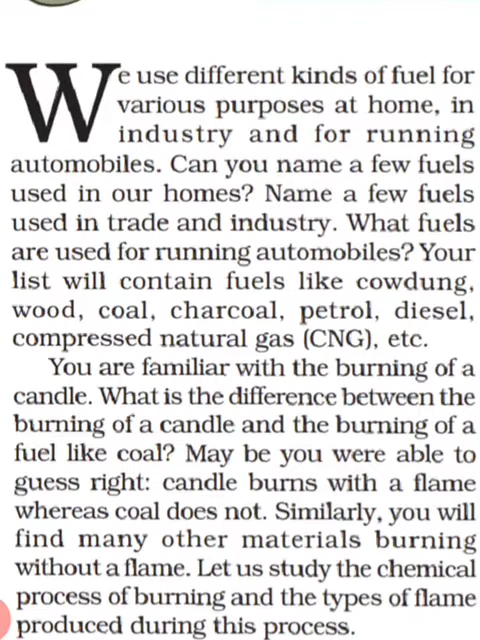 We use different kinds of fuel for
various purposes at home, in
industry and for running
automobiles. Can you name a few fuels
used in our homes? Name a few fuels
used in trade and industry. What fuels
are used for running automobiles? Your
list will contain fuels like cowdung,
wood, coal, charcoal, petrol, diesel,
compressed natural gas (CNG), etc.
You are familiar with the burning of a
candle. What is the difference between the
burning of a candle and the burning of a
fuel like coal? May be you were able to
guess right: candle burns with a flame
whereas coal does not. Similarly, you will
find many other materials burning
without a flame. Let us study the chemical
process of burning and the types of flame
produced during this process.